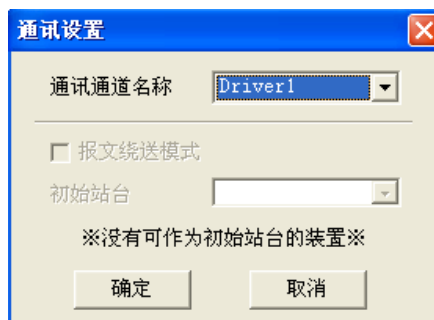 通讯设置
通讯通道名称 Driver1
报文绕送模式
初始站台
※没有可作为初始站台的装置※
确定 取消